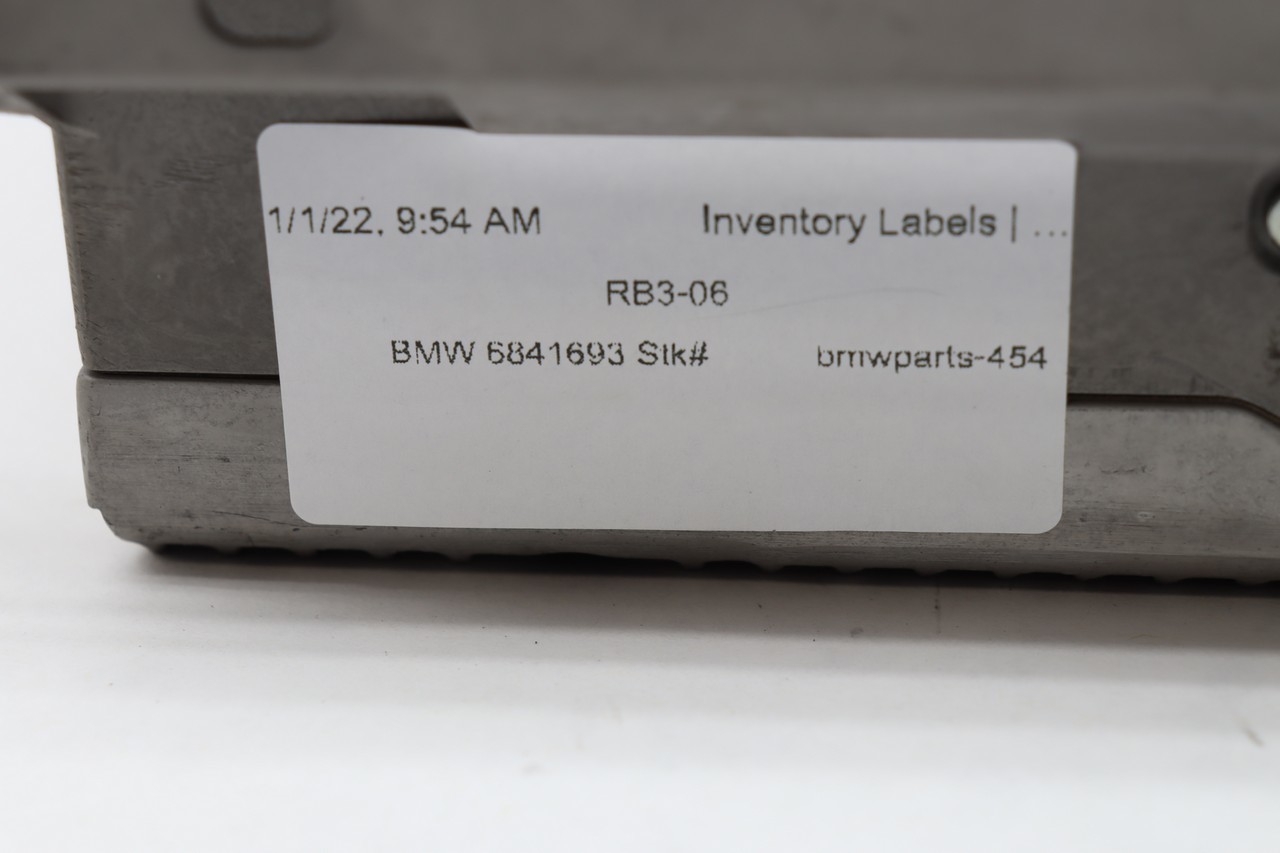 1/1/22, 9:54 AM Inventory Labels | ...
RB3-06
BMW 6841693 Stk# bmwparts-454